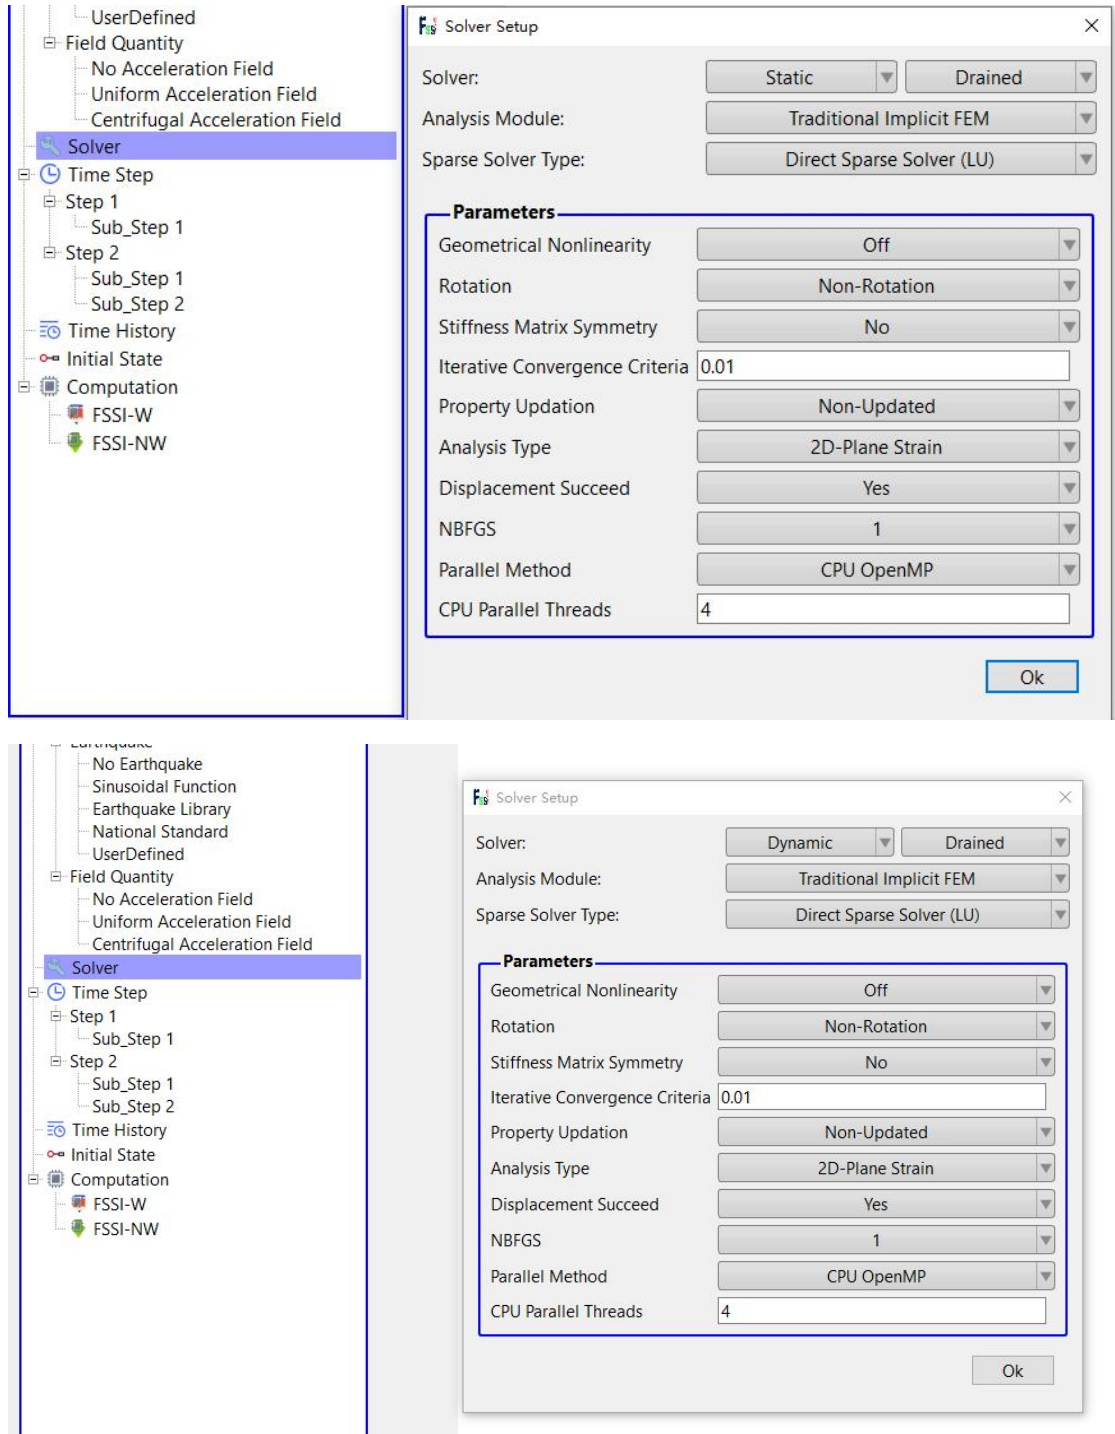 UserDefined
Field Quantity
No Acceleration Field
Uniform Acceleration Field
Centrifugal Acceleration Field
Solver
Time Step
Step 1
Sub_Step 1
Step 2
Sub_Step 1
Sub_Step 2
Time History
Initial State
Computation
FSSI-W
FSSI-NW
Solver Setup
Solver: Static Drained
Analysis Module: Traditional Implicit FEM
Sparse Solver Type: Direct Sparse Solver (LU)
Parameters
Geometrical Nonlinearity Off
Rotation Non-Rotation
Stiffness Matrix Symmetry No
Iterative Convergence Criteria 0.01
Property Updation Non-Updated
Analysis Type 2D-Plane Strain
Displacement Succeed Yes
NBFGS 1
Parallel Method CPU OpenMP
CPU Parallel Threads 4
Ok
Earthquake
No Earthquake
Sinusoidal Function
Earthquake Library
National Standard
UserDefined
Field Quantity
No Acceleration Field
Uniform Acceleration Field
Centrifugal Acceleration Field
Solver
Time Step
Step 1
Sub_Step 1
Step 2
Sub_Step 1
Sub_Step 2
Time History
Initial State
Computation
FSSI-W
FSSI-NW
Solver Setup
Solver: Dynamic Drained
Analysis Module: Traditional Implicit FEM
Sparse Solver Type: Direct Sparse Solver (LU)
Parameters
Geometrical Nonlinearity Off
Rotation Non-Rotation
Stiffness Matrix Symmetry No
Iterative Convergence Criteria 0.01
Property Updation Non-Updated
Analysis Type 2D-Plane Strain
Displacement Succeed Yes
NBFGS 1
Parallel Method CPU OpenMP
CPU Parallel Threads 4
Ok